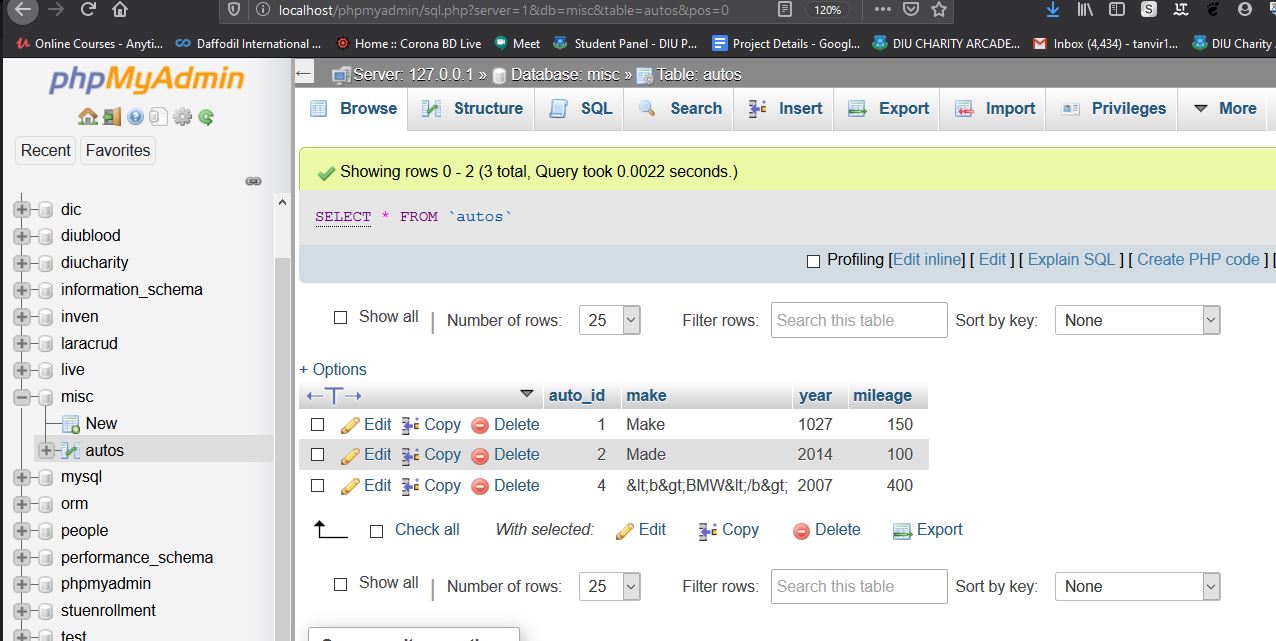 localhost/phpmyadmin/sql.php?server=1&db=misc&table=autos&pos=0 120%
Online Courses - Anyti... Daffodil International ... Home :: Corona BD Live Meet Student Panel - DIU P... Project Details - Googl... DIU CHARITY ARCADE... Inbox (4,434) - tanvir1... DIU Charity
phpMyAdmin
Recent Favorites
dic
diublood
diucharity
information_schema
inven
laracrud
live
misc
New
autos
mysql
orm
people
performance_schema
phpmyadmin
stuenrollment
test
Server: 127.0.0.1 » Database: misc » Table: autos
Browse Structure SQL Search Insert Export Import Privileges More
Showing rows 0 - 2 (3 total, Query took 0.0022 seconds.)
SELECT * FROM `autos`
Profiling [Edit inline] [ Edit ] [ Explain SQL ] [ Create PHP code ] [
Show all | Number of rows: 25 Filter rows: Search this table Sort by key: None
+ Options
←T→ auto_id make year mileage
Edit Copy Delete 1 Make 1027 150
Edit Copy Delete 2 Made 2014 100
Edit Copy Delete 4 &lt;b&gt;BMW&lt;/b&gt; 2007 400
Check all With selected: Edit Copy Delete Export
Show all | Number of rows: 25 Filter rows: Search this table Sort by key: None